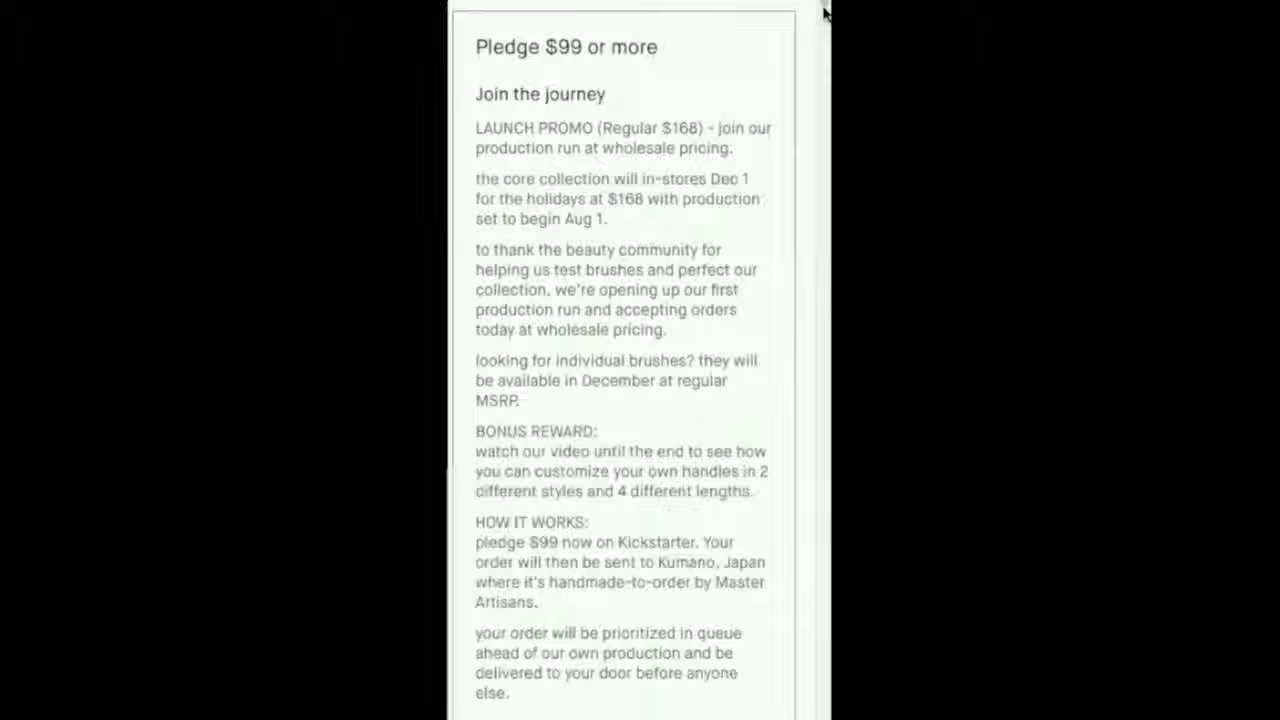 Pledge $99 or more
Join the journey
LAUNCH PROMO (Regular $168) - join our
production run at wholesale pricing.
the core collection will in-stores Dec 1
for the holidays at $168 with production
set to begin Aug 1.
to thank the beauty community for
helping us test brushes and perfect our
collection, we're opening up our first
production run and accepting orders
today at wholesale pricing.
looking for individual brushes? they will
be available in December at regular
MSRP.
BONUS REWARD:
watch our video until the end to see how
you can customize your own handles in 2
different styles and 4 different lengths.
HOW IT WORKS:
pledge $99 now on Kickstarter. Your
order will then be sent to Kumano, Japan
where it's handmade-to-order by Master
Artisans.
your order will be prioritized in queue
ahead of our own production and be
delivered to your door before anyone
else.